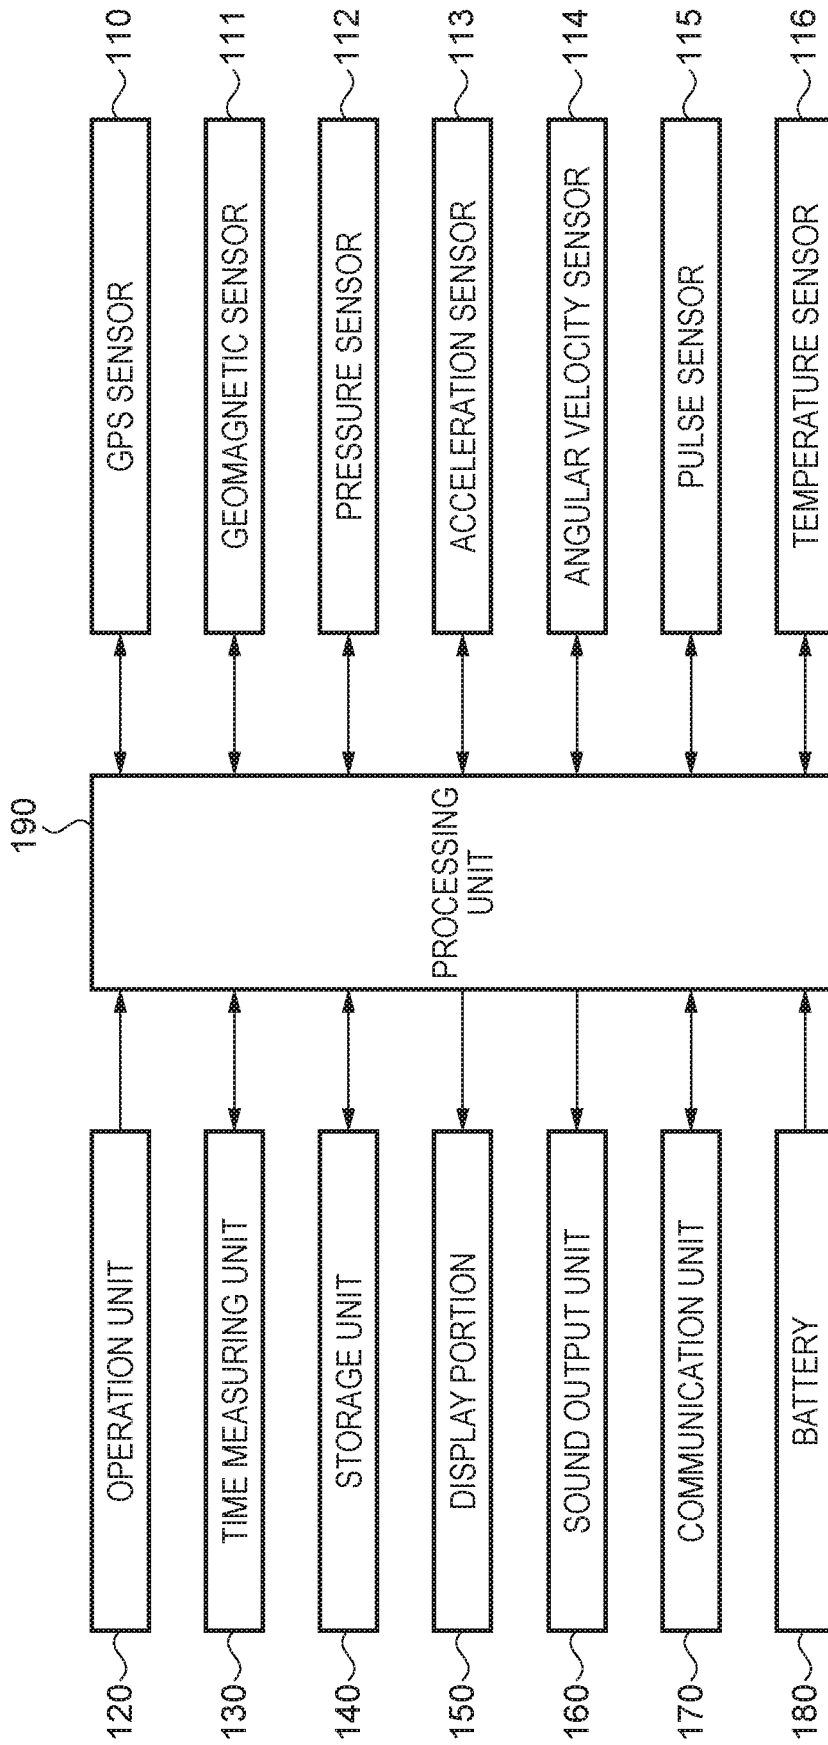 190
120
OPERATION UNIT
130
TIME MEASURING UNIT
140
STORAGE UNIT
150
DISPLAY PORTION
160
SOUND OUTPUT UNIT
170
COMMUNICATION UNIT
180
BATTERY
PROCESSING
UNIT
GPS SENSOR
110
GEOMAGNETIC SENSOR
111
PRESSURE SENSOR
112
ACCELERATION SENSOR
113
ANGULAR VELOCITY SENSOR
114
PULSE SENSOR
115
TEMPERATURE SENSOR
116